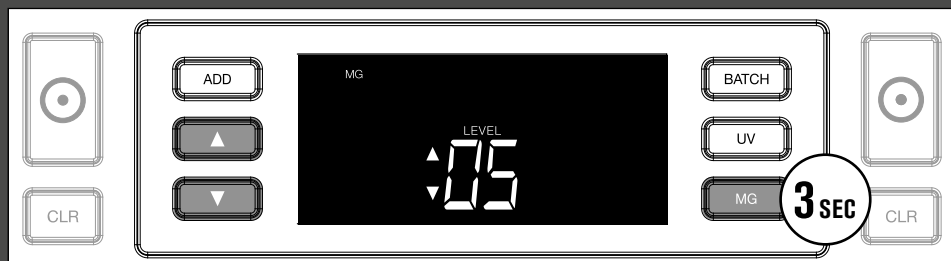 ADD
MG
BATCH
LEVEL
UV
05
MG
3 SEC
CLR
CLR